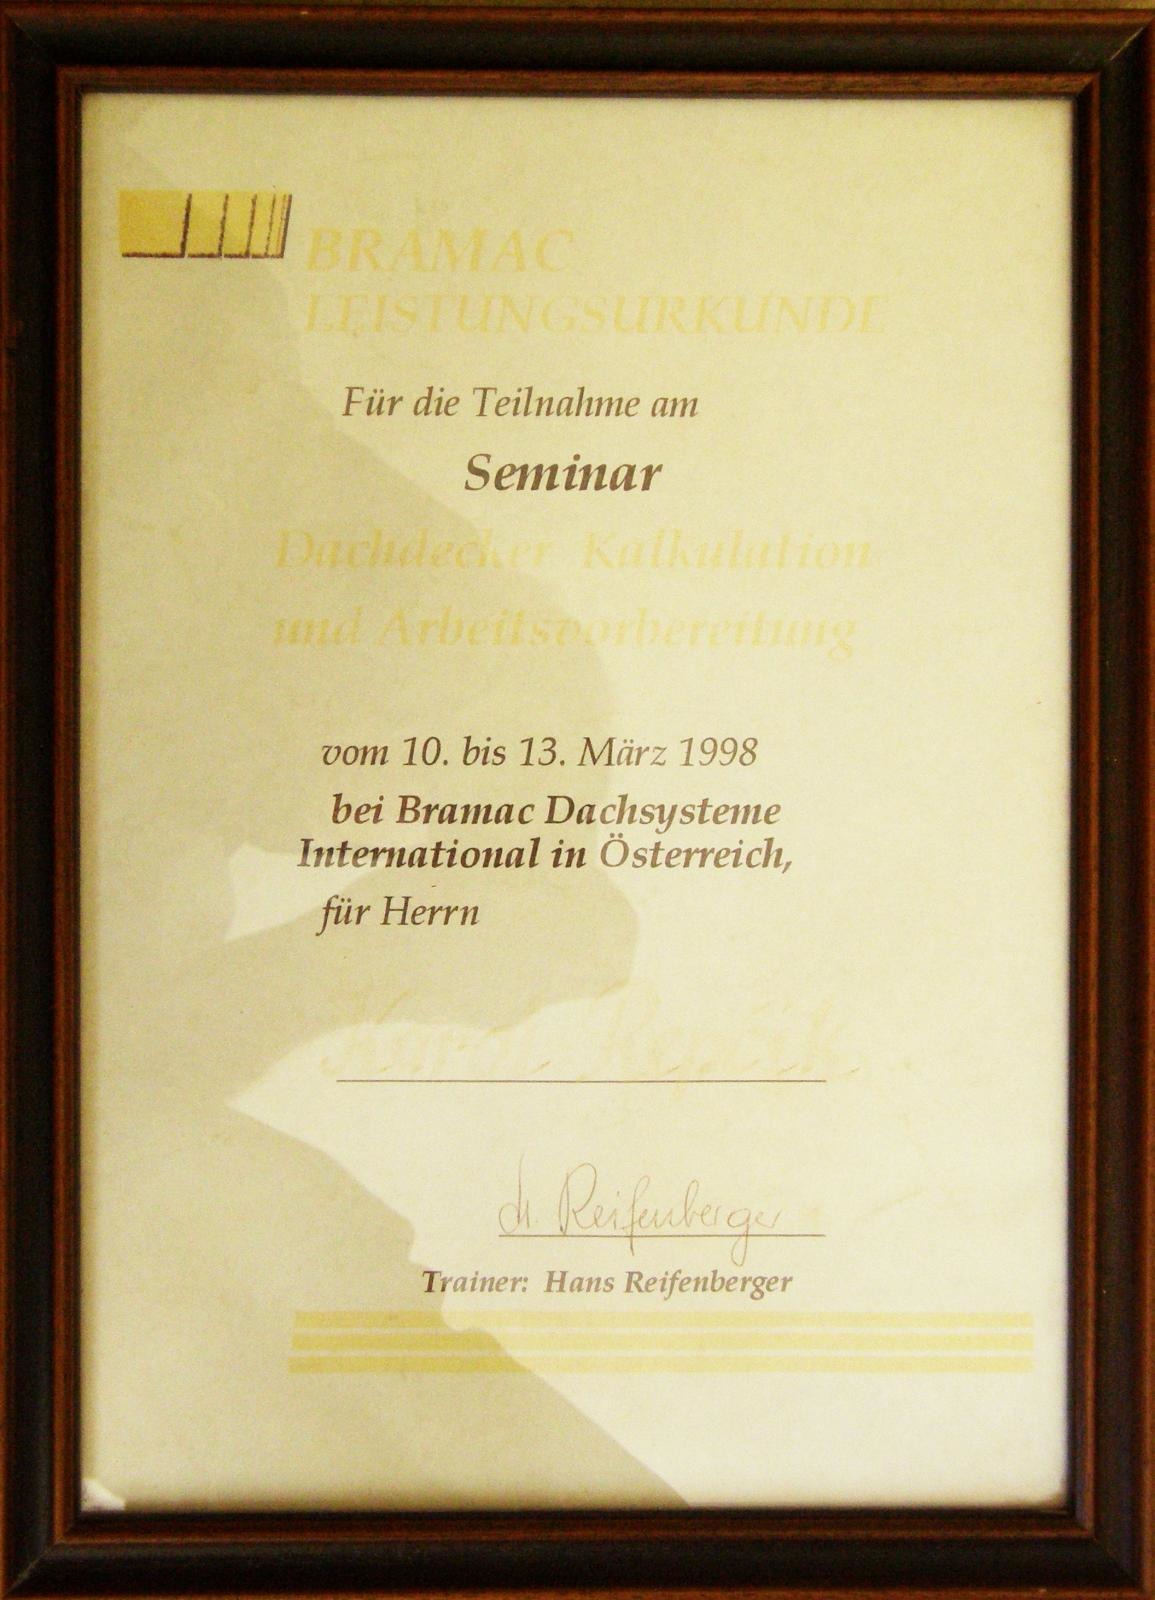 BRAMAC
LEISTUNGSURKUNDE
Für die Teilnahme am
Seminar
Dachdecker Kalkulation
und Arbeitsvorbereitung
vom 10. bis 13. März 1998
bei Bramac Dachsysteme
International in Österreich,
für Herrn
H. Reifenberger
Trainer: Hans Reifenberger